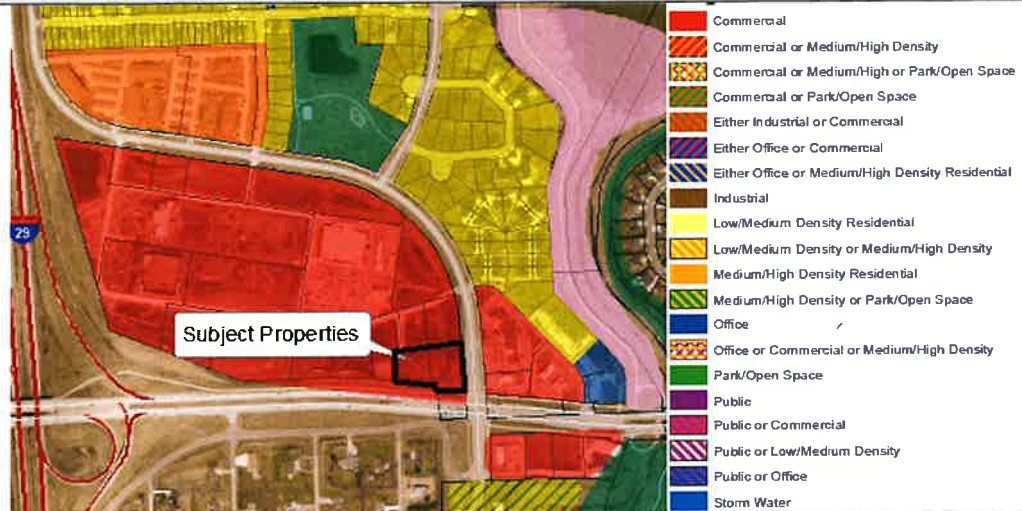 29
Subject Properties
Commercial
Commercial or Medium/High Density
Commercial or Medium/High or Park/Open Space
Commercial or Park/Open Space
Either Industrial or Commercial
Either Office or Commercial
Either Office or Medium/High Density Residential
Industrial
Low/Medium Density Residential
Low/Medium Density or Medium/High Density
Medium/High Density Residential
Medium/High Density or Park/Open Space
Office
Office or Commercial or Medium/High Density
Park/Open Space
Public
Public or Commercial
Public or Low/Medium Density
Public or Office
Storm Water